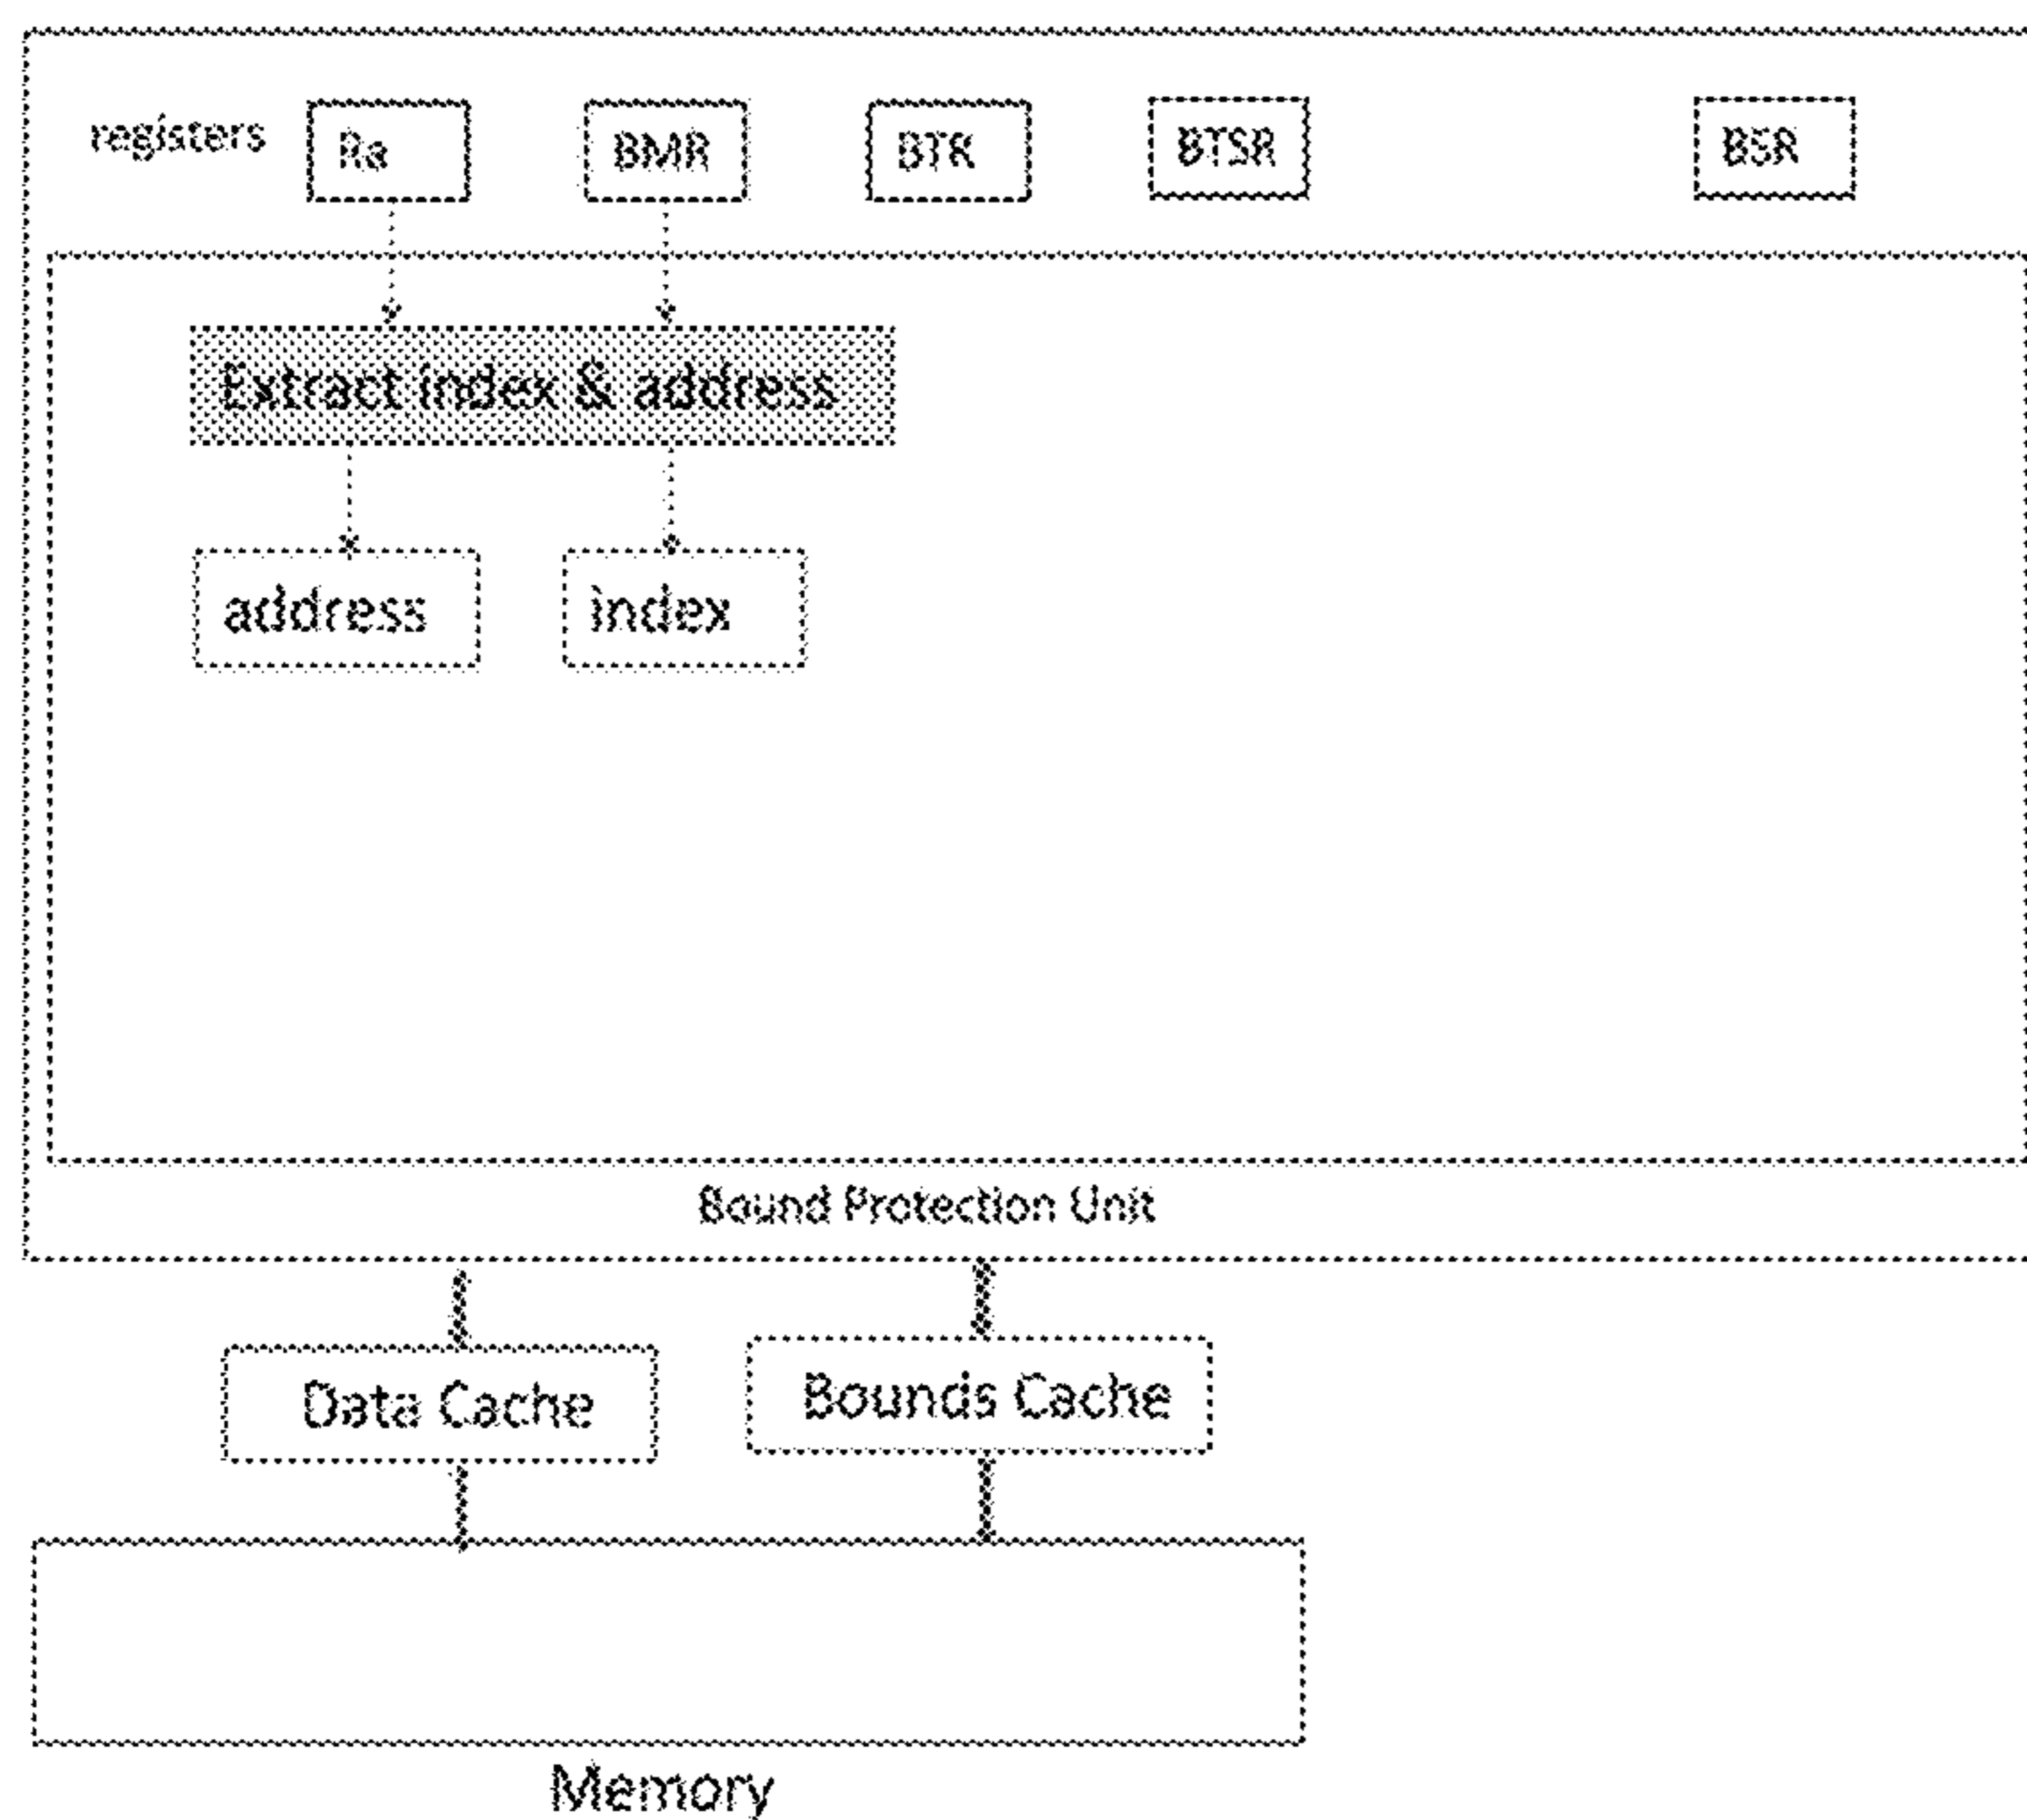 registers Ra BMR BTR BTSR BSR
Extract index & address
address index
Bound Protection Unit
Data Cache Bounds Cache
Memory